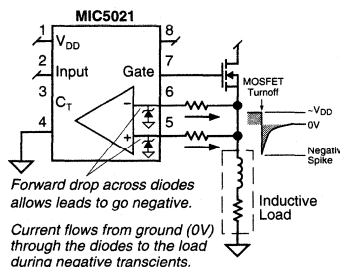 MIC5021
1
8
V_DD
2
7
Input
Gate
MOSFET
Turnoff
3
6
C_T
−
~V_DD
0V
4
5
+
Negative
Spike
Forward drop across diodes
allows leads to go negative.
Inductive
Load
Current flows from ground (0V)
through the diodes to the load
during negative transcients.